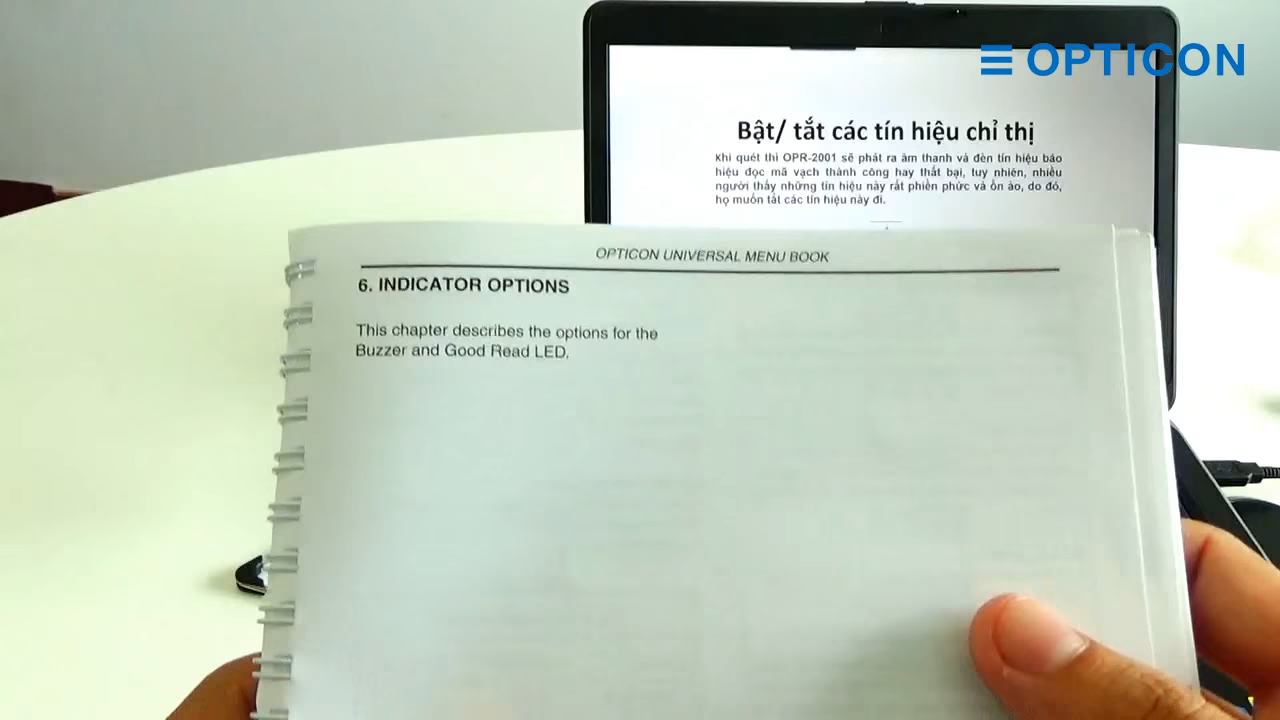 OPTICON
Bật/ tắt các tín hiệu chỉ thị
Khi quét thì OPR-2001 sẽ phát ra âm thanh và đèn tín hiệu báo
hiệu đọc mã vạch thành công hay thất bại, tuy nhiên, nhiều
người thấy những tín hiệu này rất phiền phức và ồn ào, do đó,
họ muốn tắt các tín hiệu này đi.
OPTICON UNIVERSAL MENU BOOK
6. INDICATOR OPTIONS
This chapter describes the options for the
Buzzer and Good Read LED.